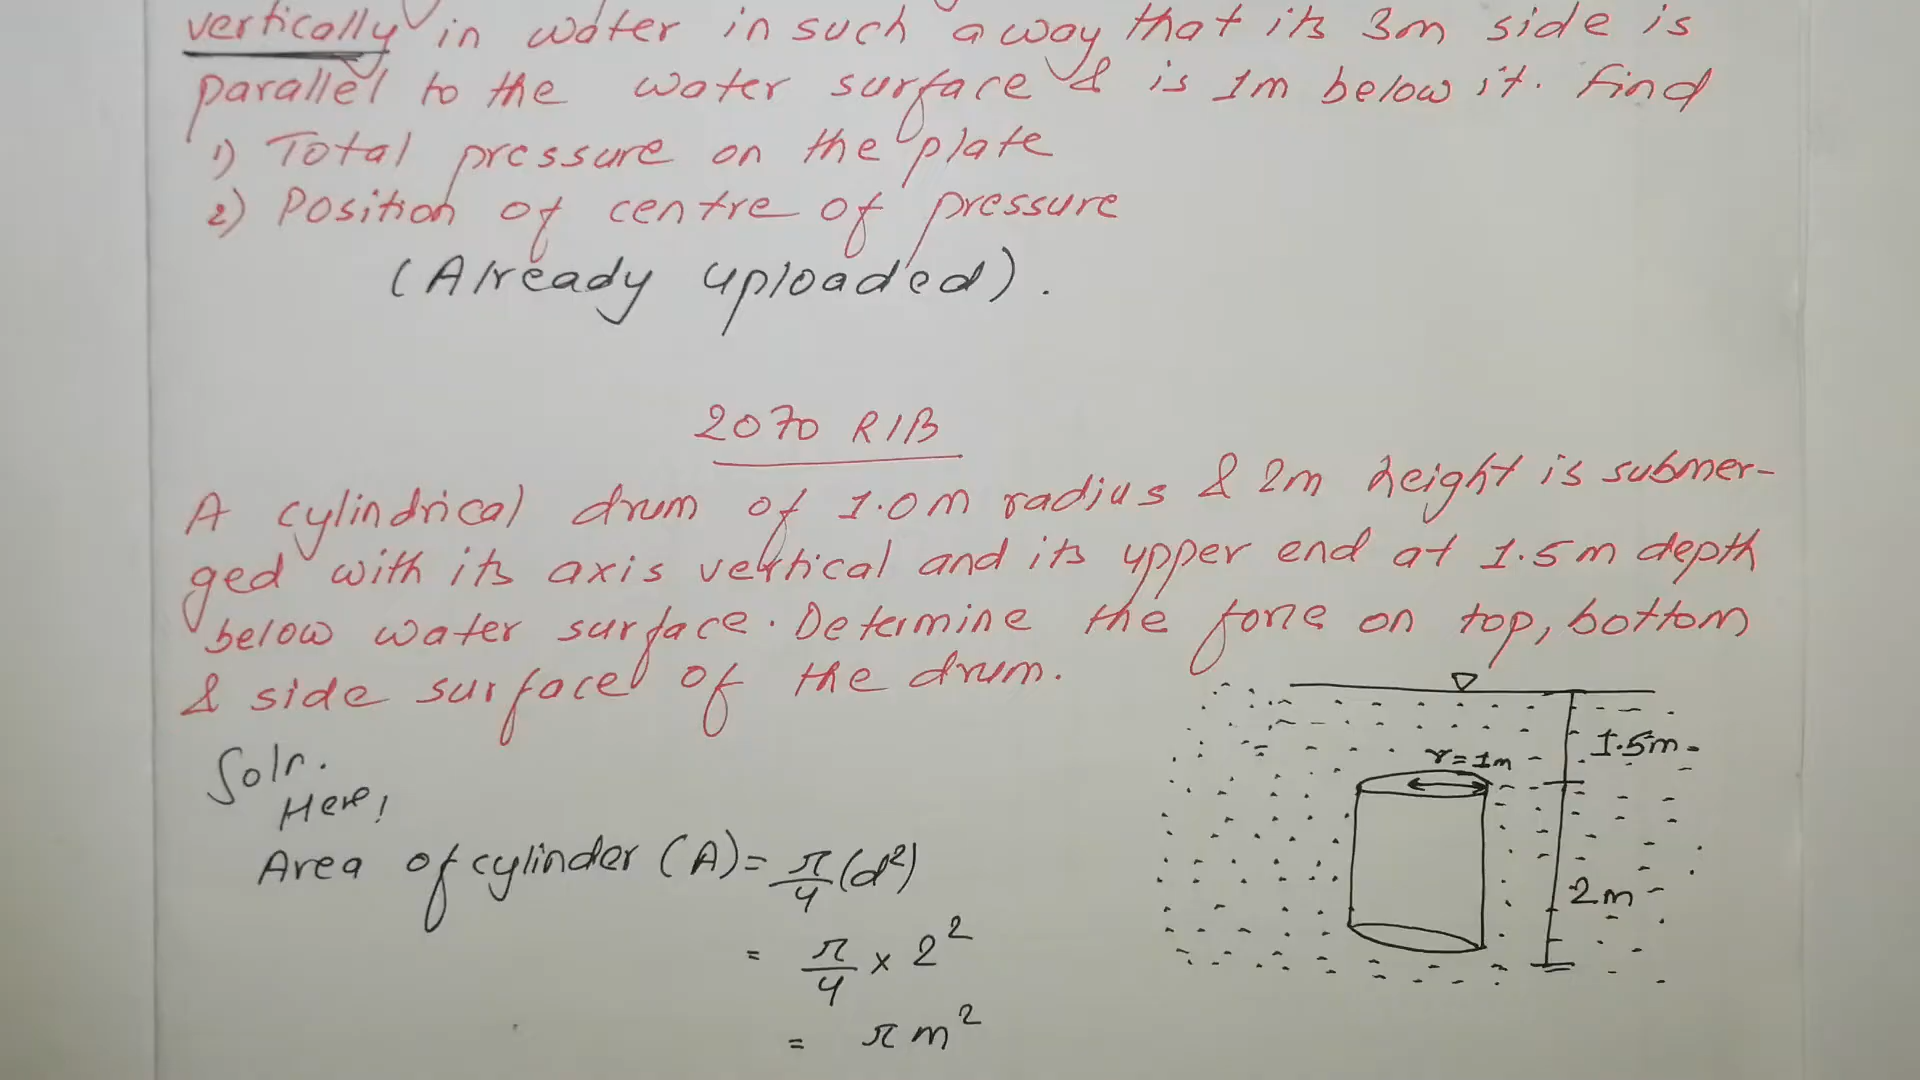 vertically in water in such a way that its 3m side is
parallel to the water surface & is 1m below it. Find
1) Total pressure on the plate
2) Position of centre of pressure
(Already uploaded).
2070 R/B
A cylindrical drum of 1.0m radius & 2m height is submer-
ged with its axis vertical and its upper end at 1.5m depth
below water surface. Determine the force on top, bottom
& side surface of the drum.
Soln.
Here,
Area of cylinder (A) = π/4 (d²)
= π/4 × 2²
= π m²
r=1m
1.5m
2m